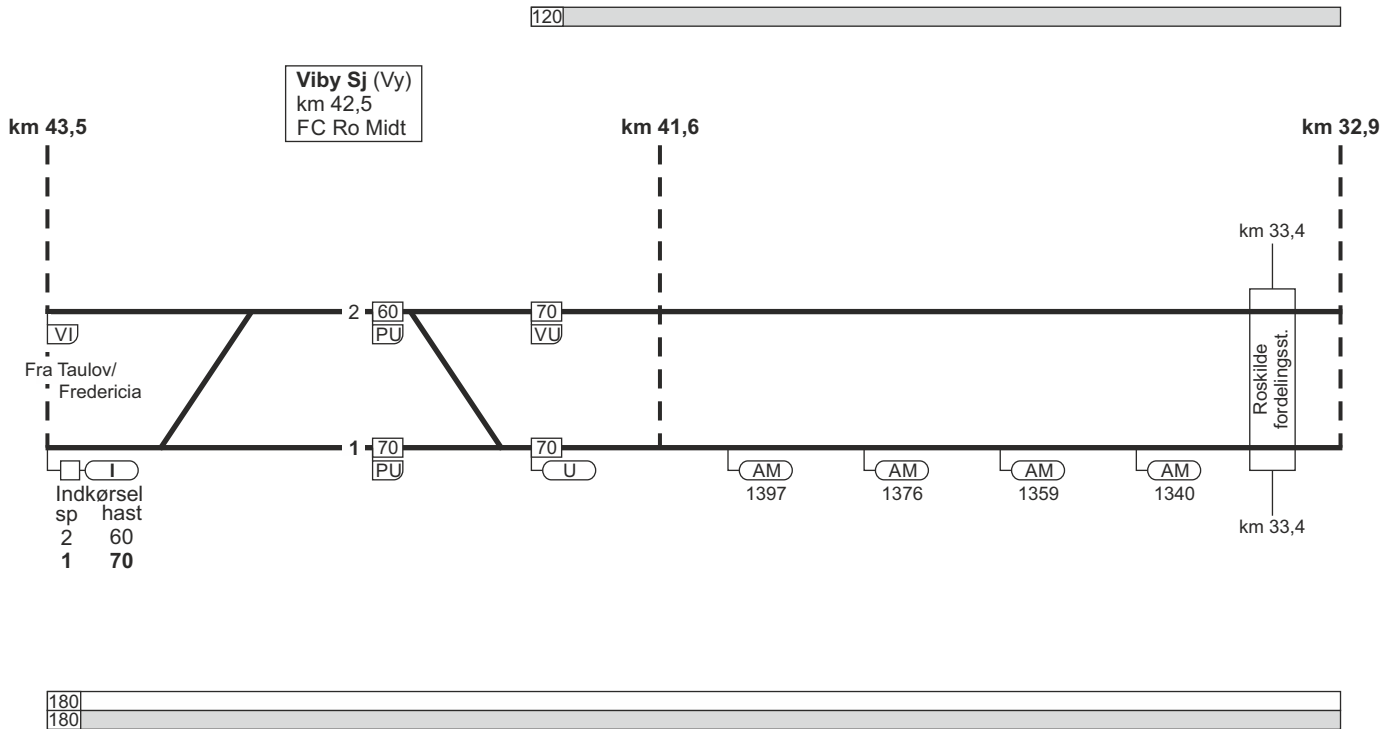 120
Viby Sj (Vy)
km 42,5
FC Ro Midt
km 43,5
km 41,6
km 32,9
km 33,4
2 60 70
VI PU VU
Fra Taulov/
Fredericia
Roskilde
fordelingsst.
1 70 70
I PU U AM AM AM AM
1397 1376 1359 1340
Indkørsel
sp hast
2 60
1 70
km 33,4
180
180